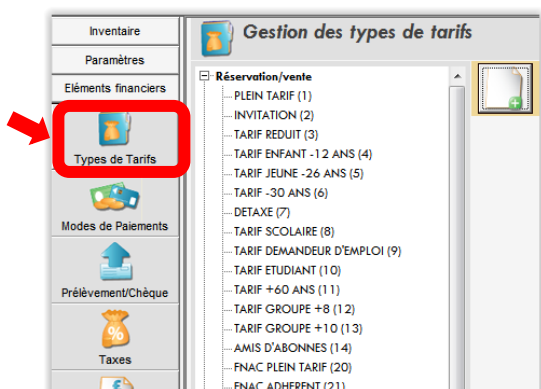 Inventaire
Paramètres
Eléments financiers
Types de Tarifs
Modes de Paiements
Prélèvement/Chèque
Taxes
Gestion des types de tarifs
Réservation/vente
PLEIN TARIF (1)
INVITATION (2)
TARIF REDUIT (3)
TARIF ENFANT -12 ANS (4)
TARIF JEUNE -26 ANS (5)
TARIF -30 ANS (6)
DETAXE (7)
TARIF SCOLAIRE (8)
TARIF DEMANDEUR D'EMPLOI (9)
TARIF ETUDIANT (10)
TARIF +60 ANS (11)
TARIF GROUPE +8 (12)
TARIF GROUPE +10 (13)
AMIS D'ABONNES (14)
FNAC PLEIN TARIF (20)
FNAC ADHERENT (21)